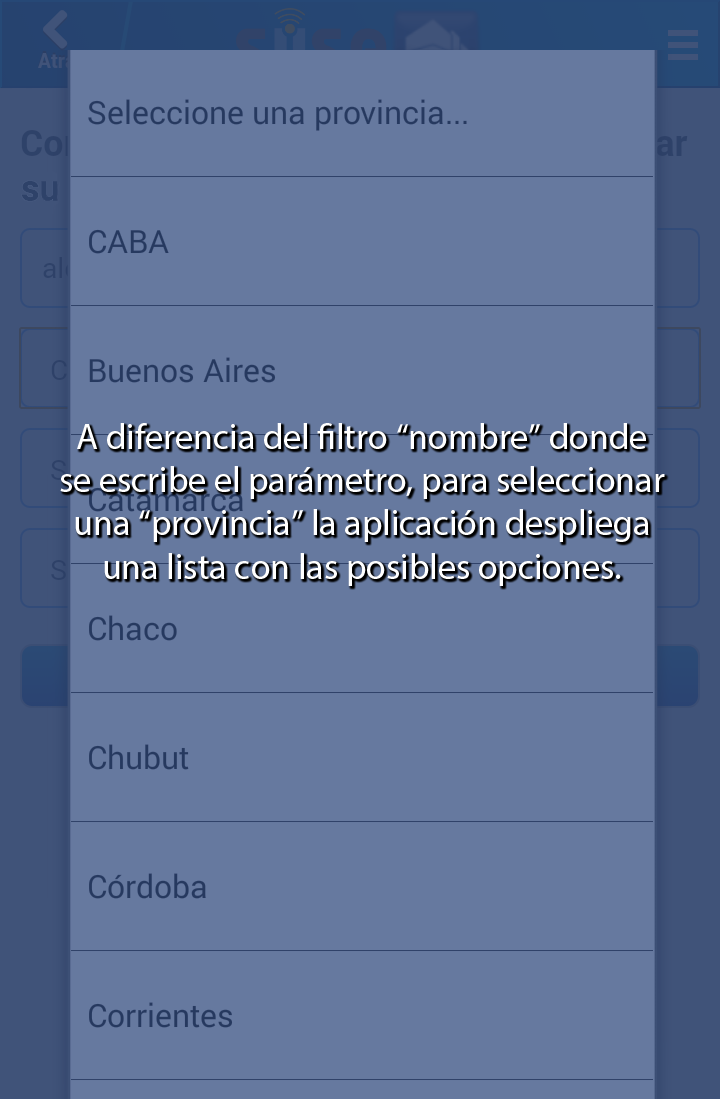 Seleccione una provincia...
CABA
Buenos Aires
A diferencia del filtro “nombre” donde
se escribe el parámetro, para seleccionar
Catamarca
una “provincia” la aplicación despliega
una lista con las posibles opciones.
Chaco
Chubut
Córdoba
Corrientes
su